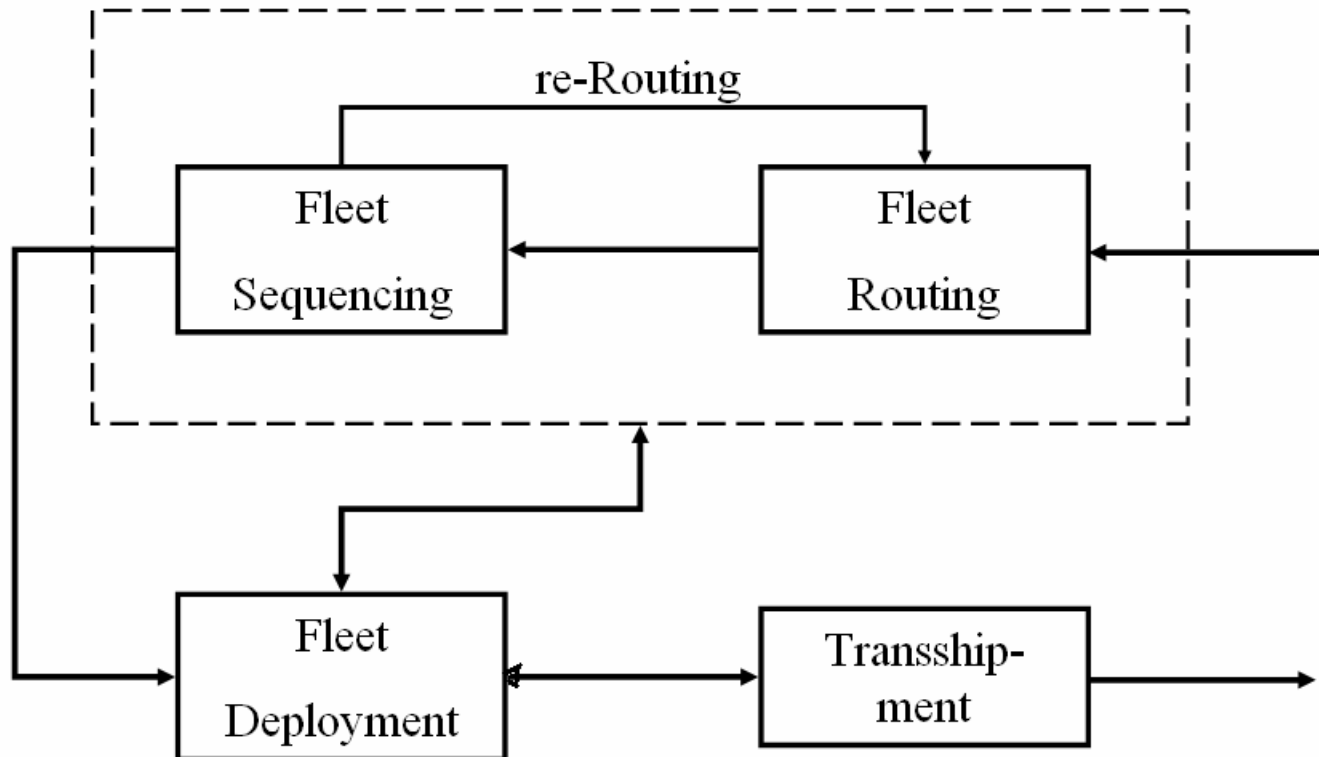 re-Routing
Fleet
Sequencing
Fleet
Routing
Fleet
Deployment
Transship-
ment